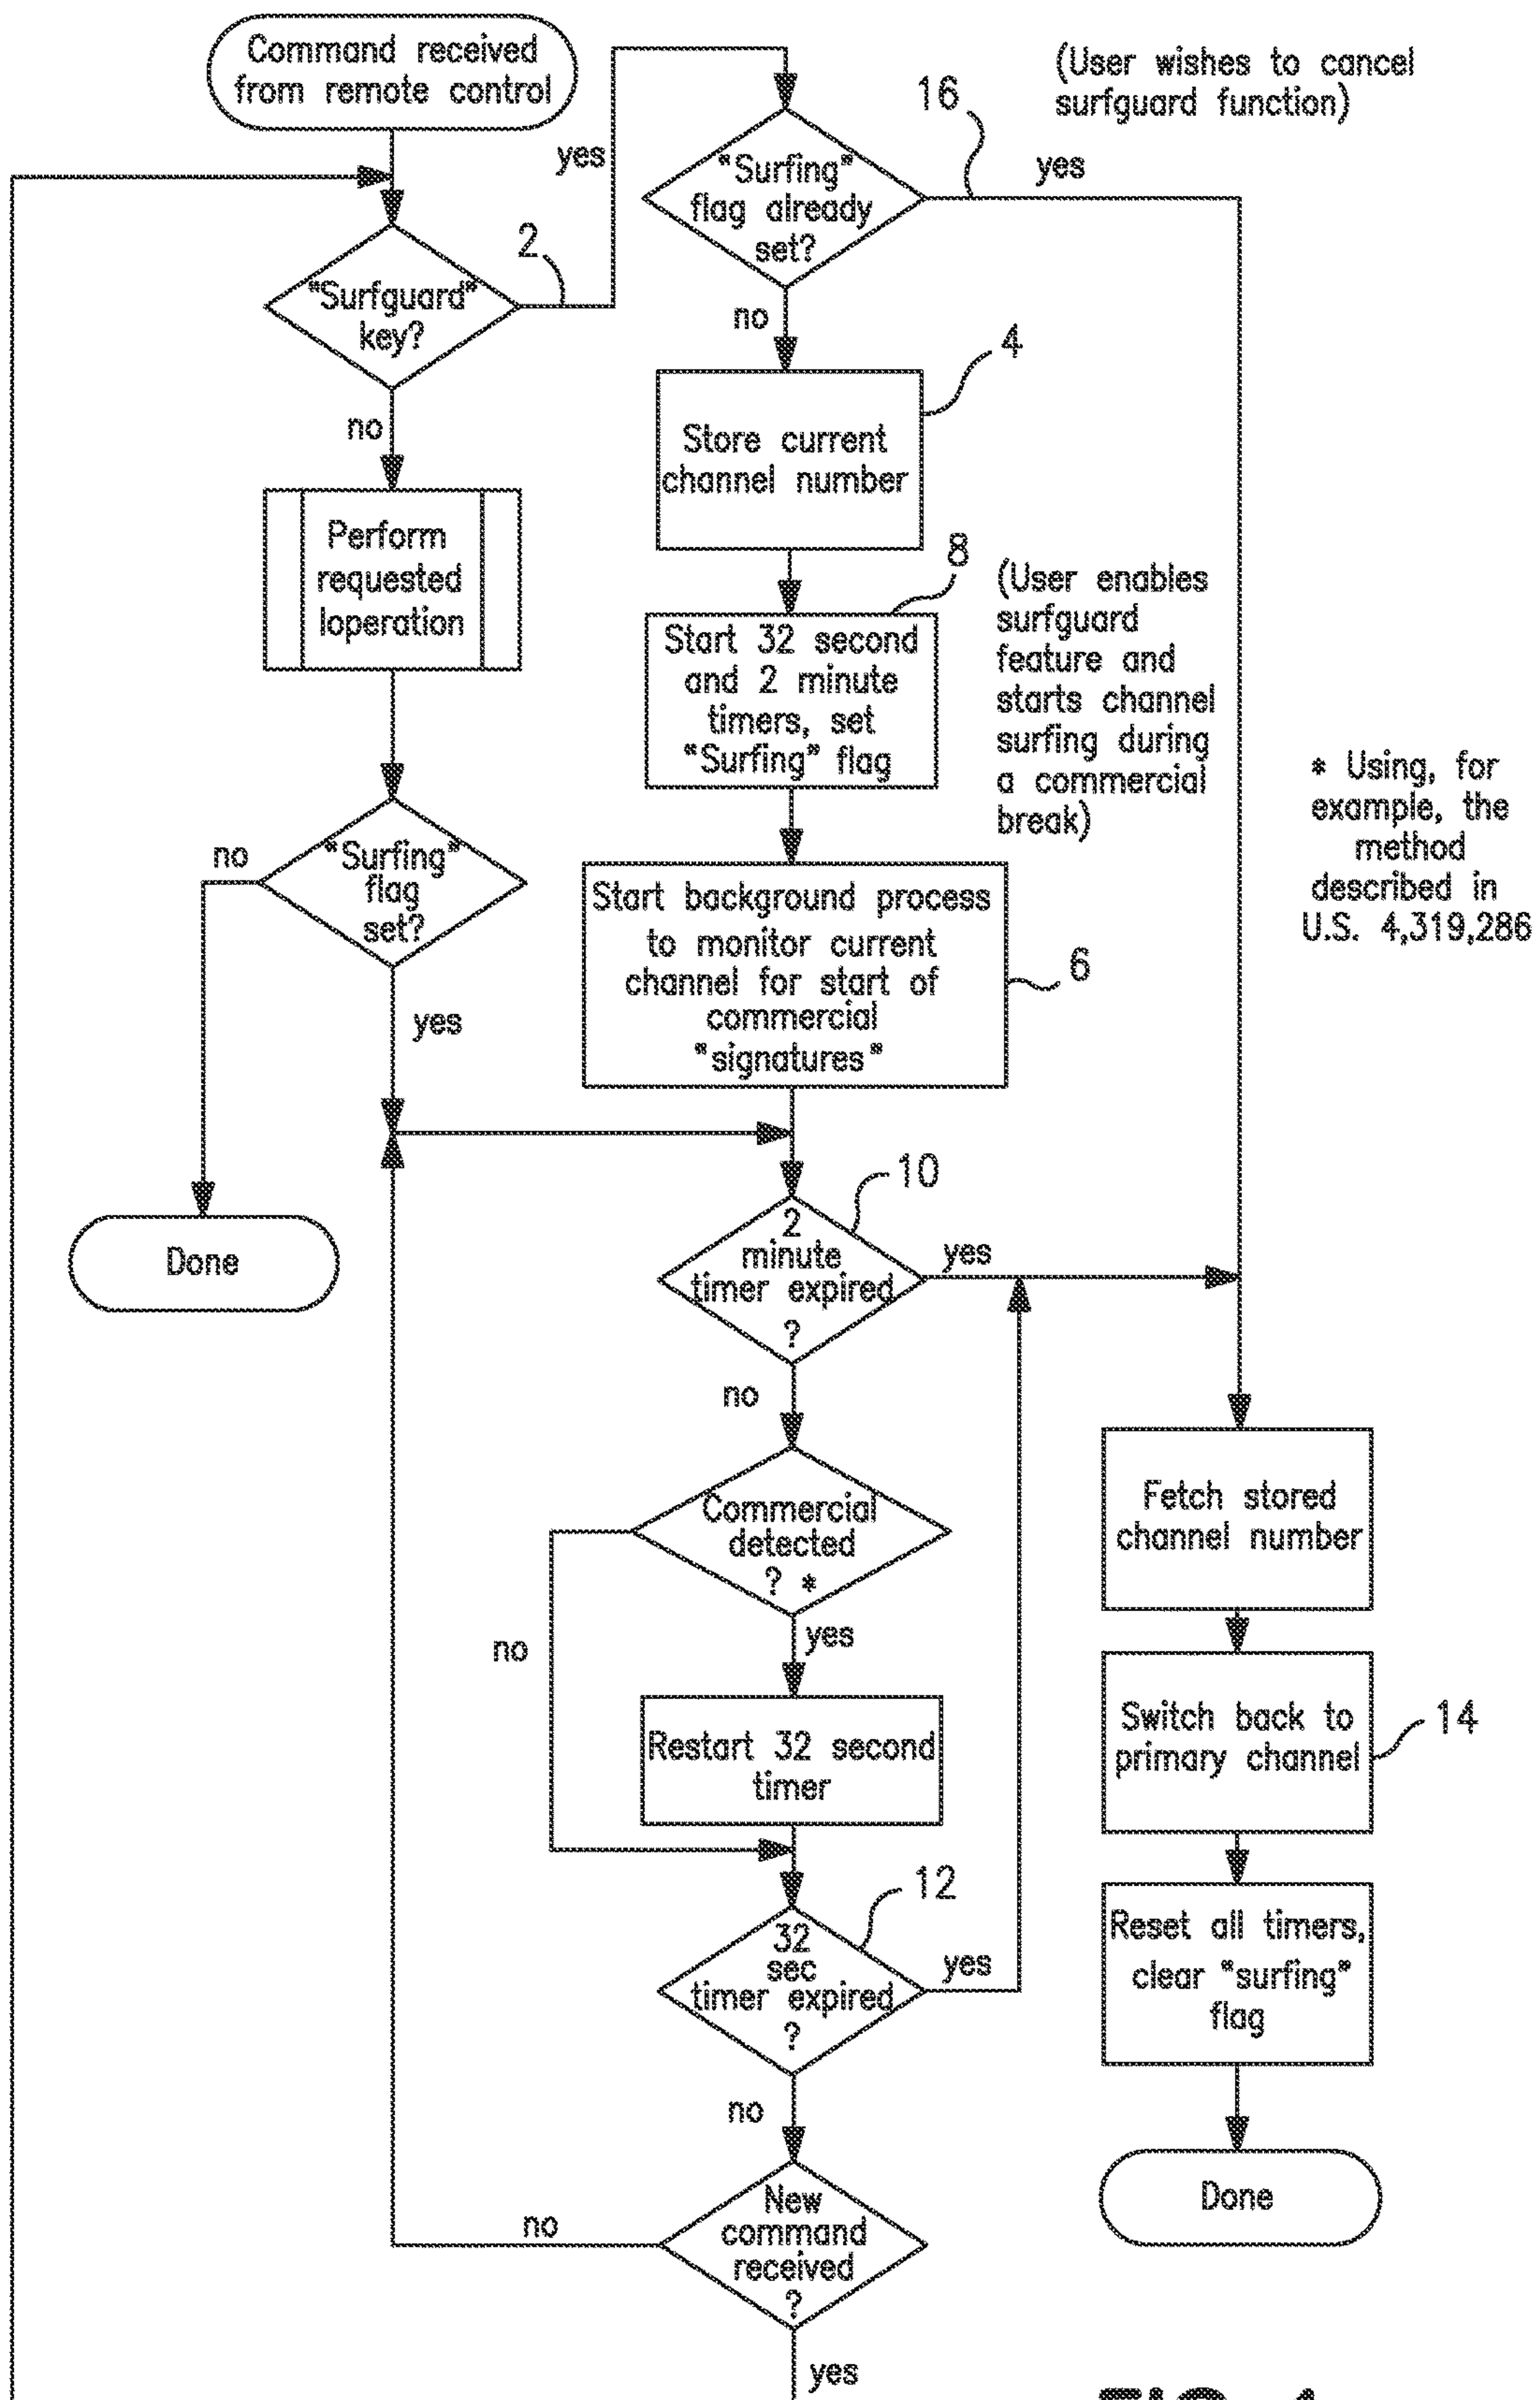 Command received
from remote control
"Surfguard"
key?
yes
2
no
Perform
requested
loperation
"Surfing"
flag
set?
no
yes
Done
"Surfing"
flag already
set?
16
(User wishes to cancel
surfguard function)
yes
no
Store current
channel number
4
Start 32 second
and 2 minute
timers, set
"Surfing" flag
8
(User enables
surfguard
feature and
starts channel
surfing during
a commercial
break)
* Using, for
example, the
method
described in
U.S. 4,319,286
Start background process
to monitor current
channel for start of
commercial
"signatures"
6
2
minute
timer expired
?
10
yes
no
Commercial
detected
? *
no
yes
Restart 32 second
timer
32
sec
timer expired
?
12
yes
no
New
command
received
?
no
yes
Fetch stored
channel number
Switch back to
primary channel
14
Reset all timers,
clear "surfing"
flag
Done